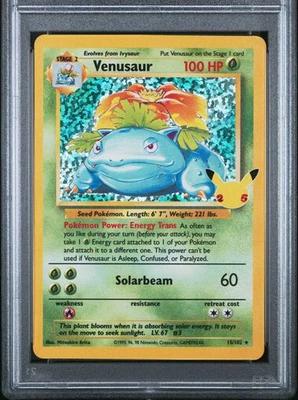 Evolves from Ivysaur Put Venusaur on the Stage 1 card
STAGE 2 Venusaur 100 HP
25
Seed Pokémon. Length: 6' 7", Weight: 221 lbs.
Pokémon Power: Energy Trans As often as
you like during your turn (before your attack), you may
take 1 Energy card attached to 1 of your Pokémon
and attach it to a different one. This power can't be
used if Venusaur is Asleep, Confused, or Paralyzed.
Solarbeam 60
weakness resistance retreat cost
This plant blooms when it is absorbing solar energy. It
stays on the move to seek sunlight. LV. 67 #3
Illus. Mitsuhiro Arita ©1995, 96, 98 Nintendo, Creatures, GAMEFREAK. 15/102